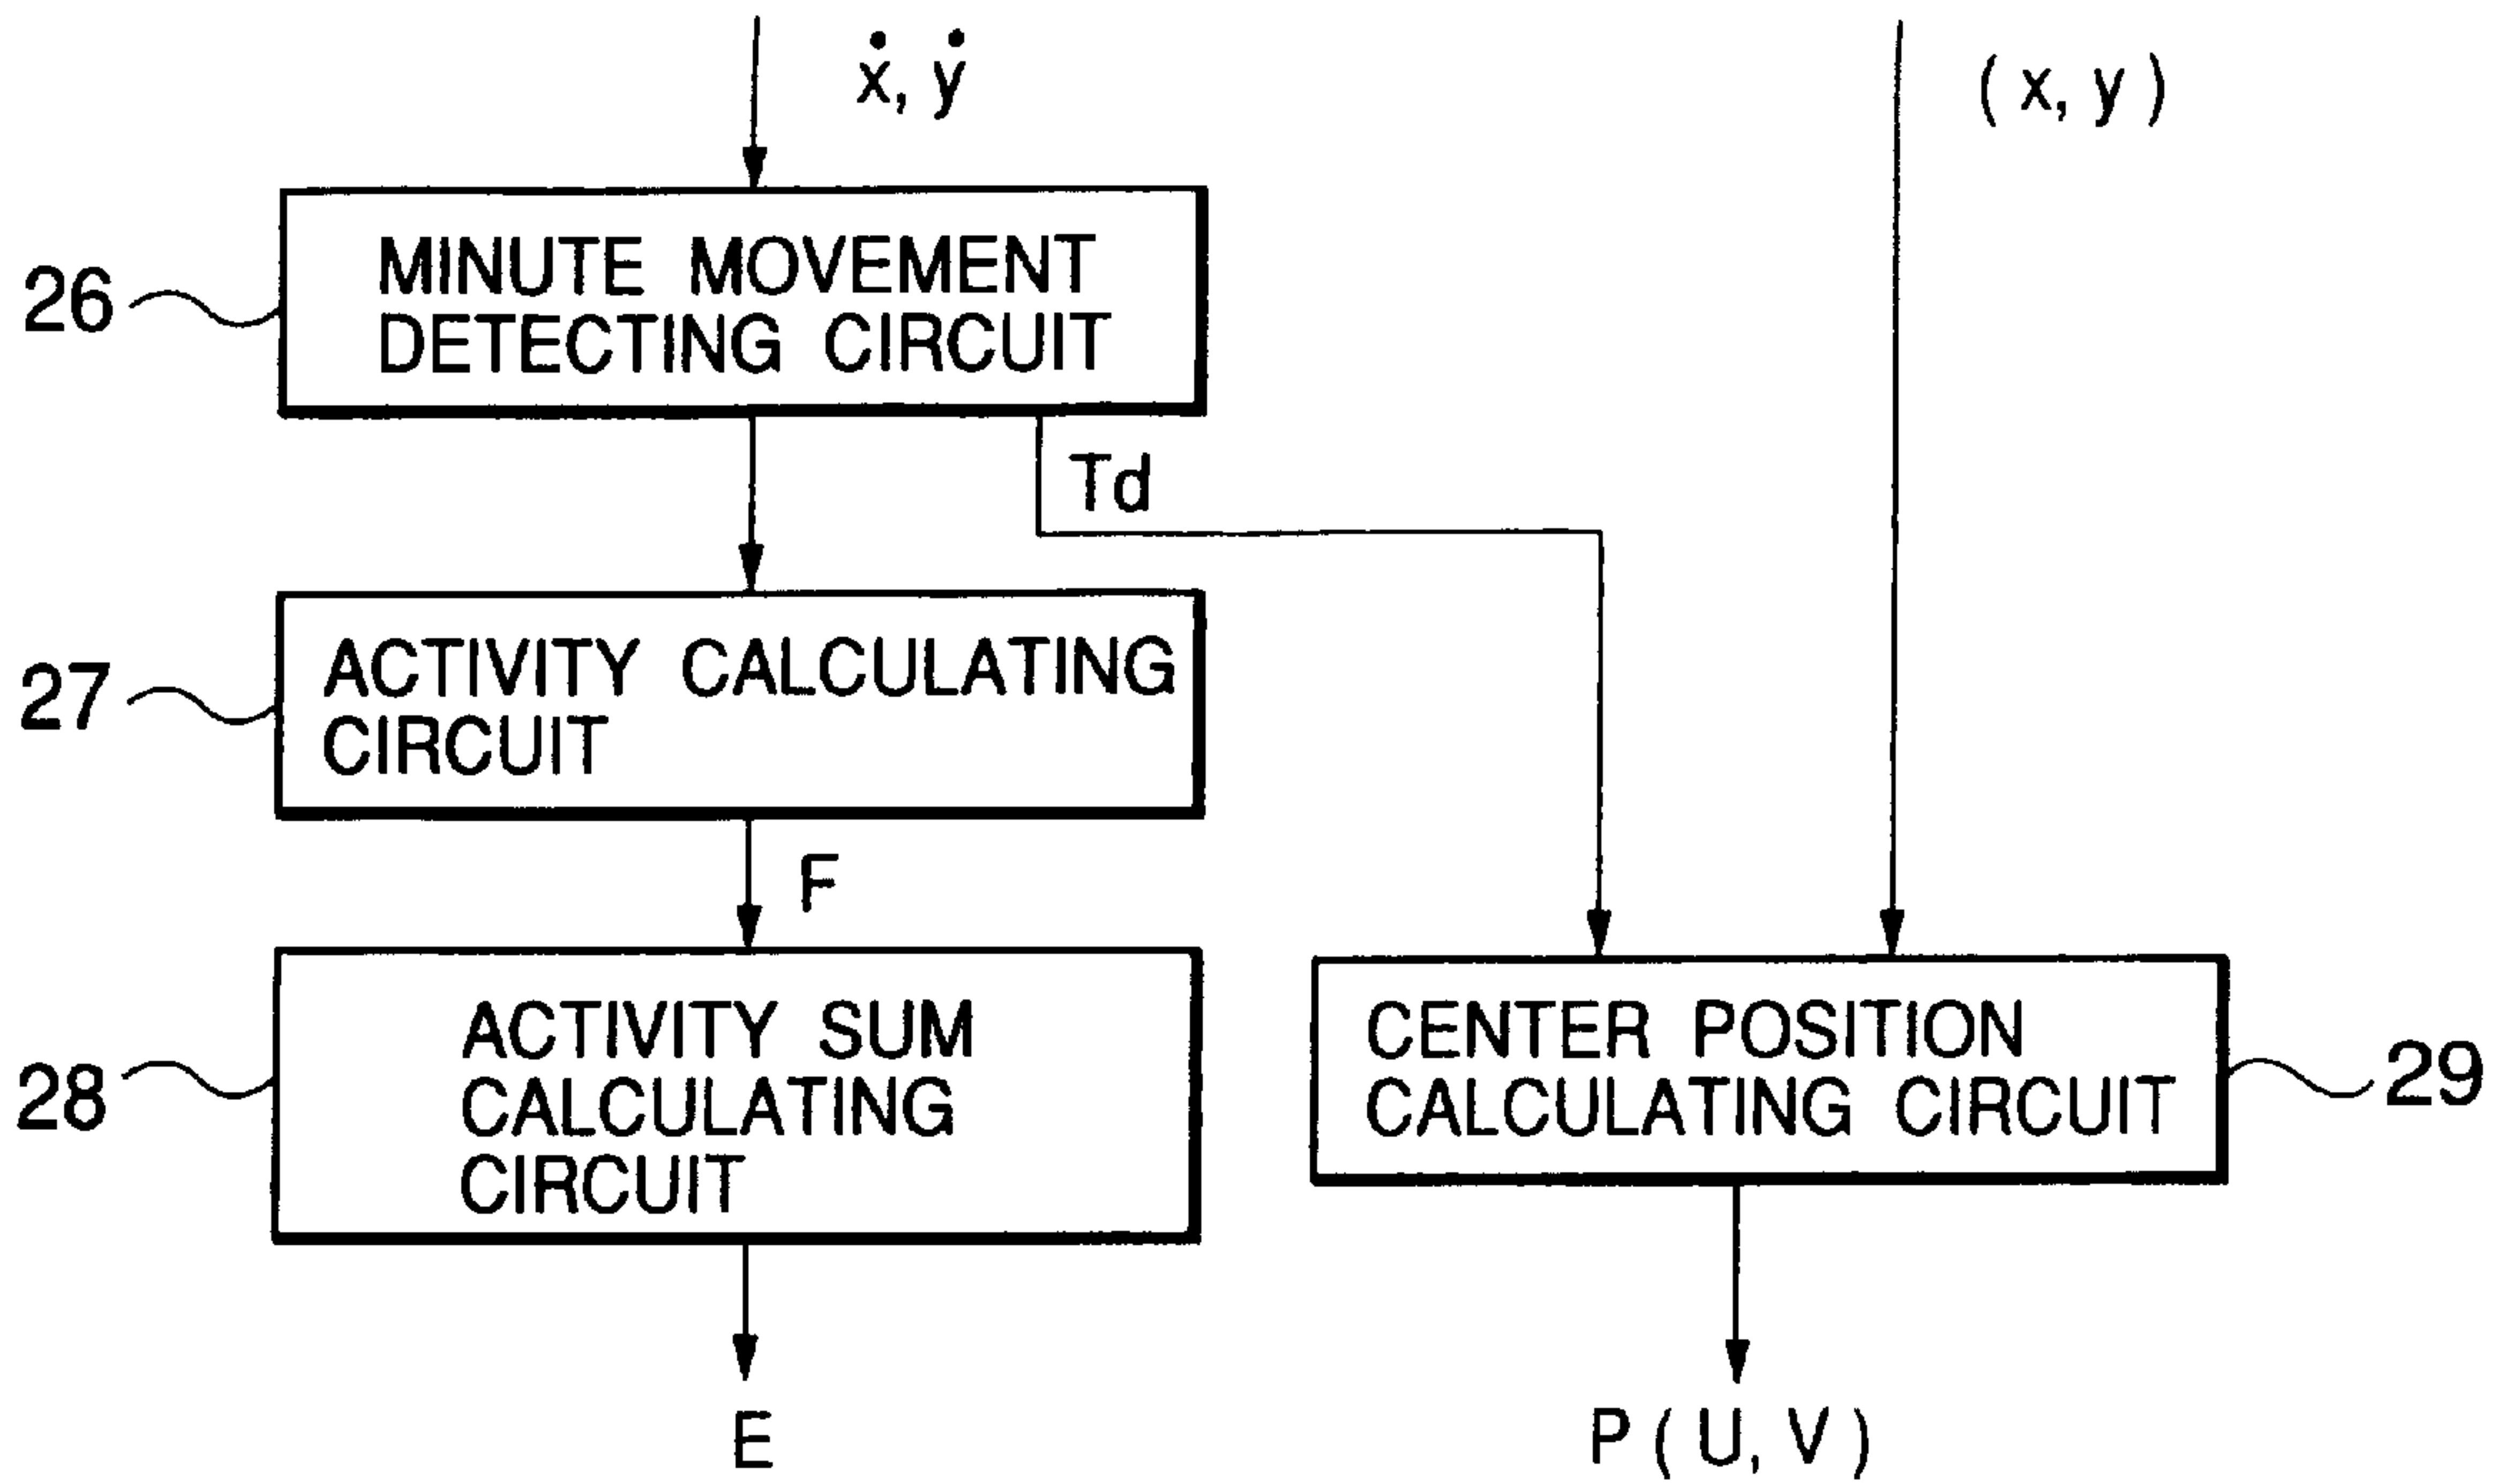 ẋ, ẏ
( x, y )
MINUTE MOVEMENT
DETECTING CIRCUIT
26
Td
ACTIVITY CALCULATING
CIRCUIT
27
F
ACTIVITY SUM
CALCULATING
CIRCUIT
28
CENTER POSITION
CALCULATING CIRCUIT
29
E
P ( U, V )